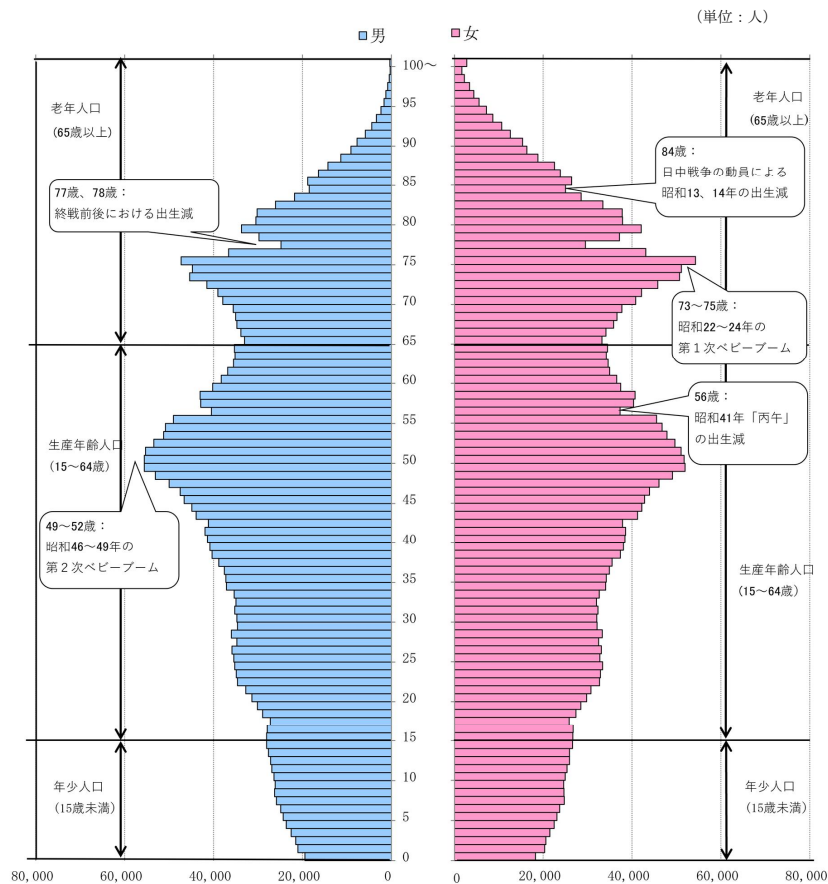 (単位：人)
■男
■女
100～
95
90
85
80
75
70
65
60
55
50
45
40
35
30
25
20
15
10
5
0
老年人口
(65歳以上)
77歳、78歳：
終戦前後における出生減
生産年齢人口
(15～64歳)
49～52歳：
昭和46～49年の
第２次ベビーブーム
年少人口
(15歳未満)
老年人口
(65歳以上)
84歳：
日中戦争の動員による
昭和13、14年の出生減
73～75歳：
昭和22～24年の
第１次ベビーブーム
56歳：
昭和41年「丙午」
の出生減
生産年齢人口
(15～64歳)
年少人口
(15歳未満)
80,000 60,000 40,000 20,000 0
0 20,000 40,000 60,000 80,000